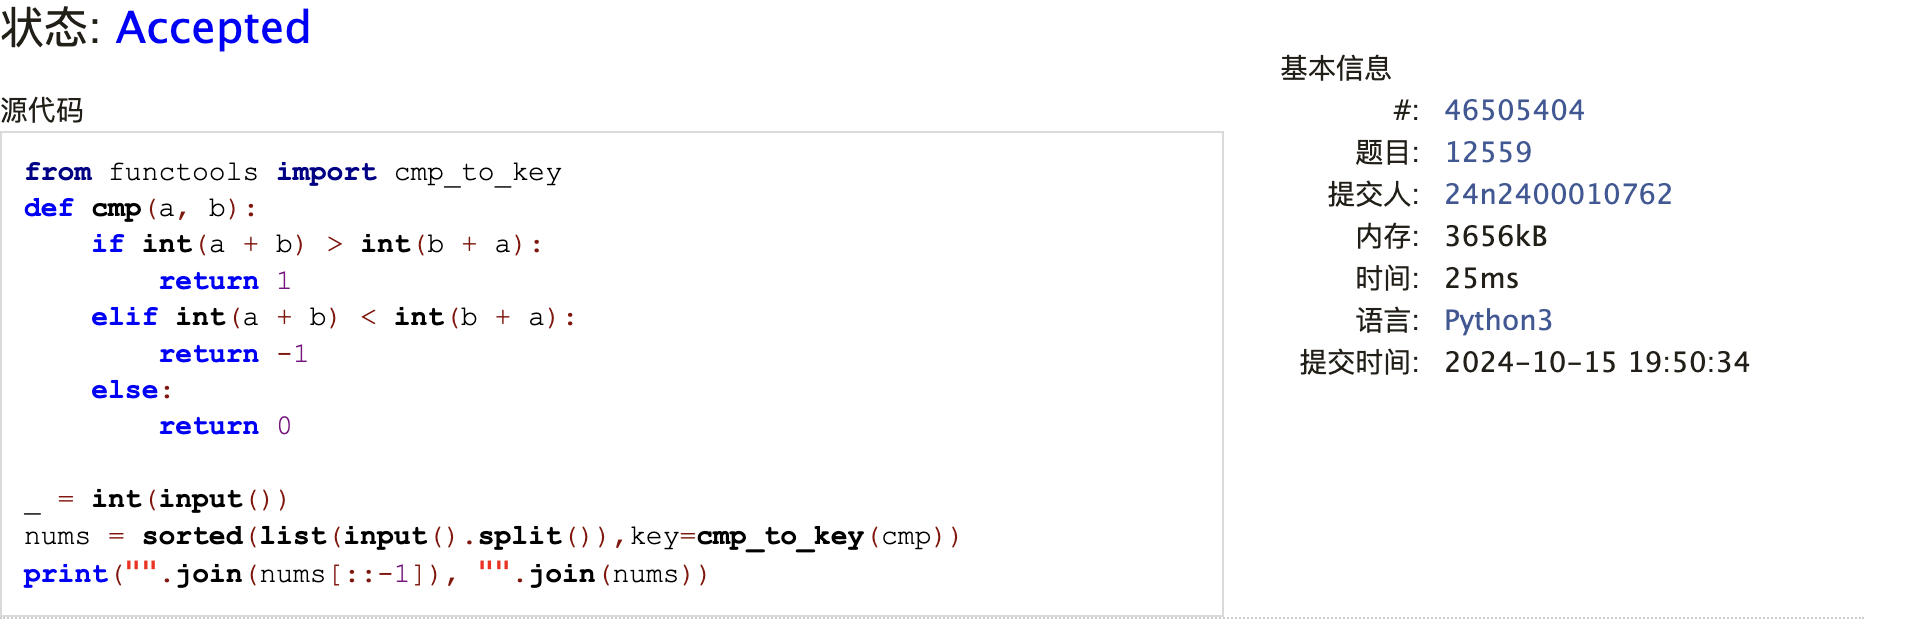 状态: Accepted
源代码
from functools import cmp_to_key
def cmp(a, b):
    if int(a + b) > int(b + a):
        return 1
    elif int(a + b) < int(b + a):
        return -1
    else:
        return 0
_ = int(input())
nums = sorted(list(input().split()),key=cmp_to_key(cmp))
print("".join(nums[::-1]), "".join(nums))
基本信息
#: 46505404
题目: 12559
提交人: 24n2400010762
内存: 3656kB
时间: 25ms
语言: Python3
提交时间: 2024-10-15 19:50:34